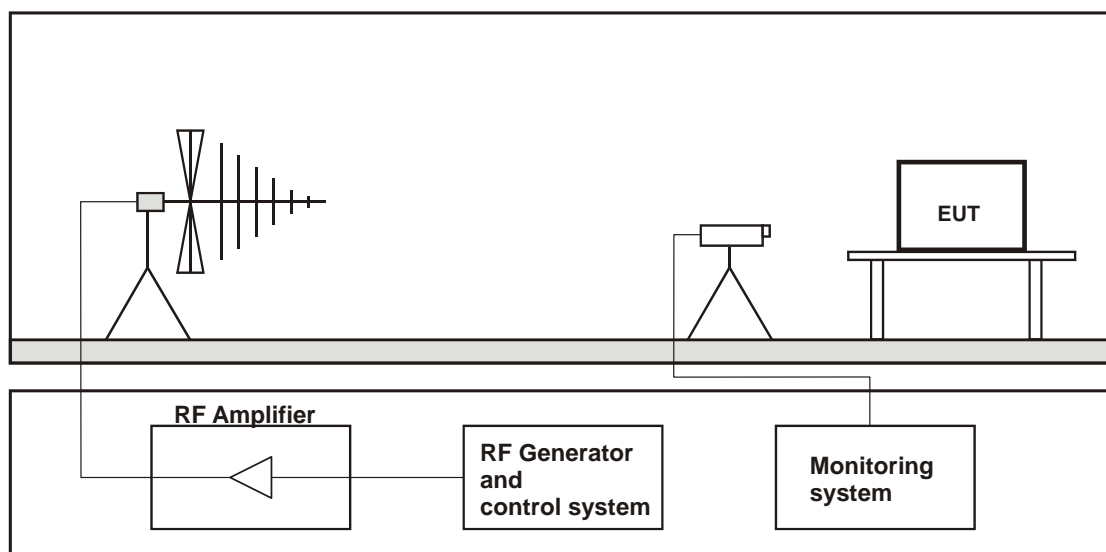 EUT
RF Amplifier
RF Generator
and
control system
Monitoring
system